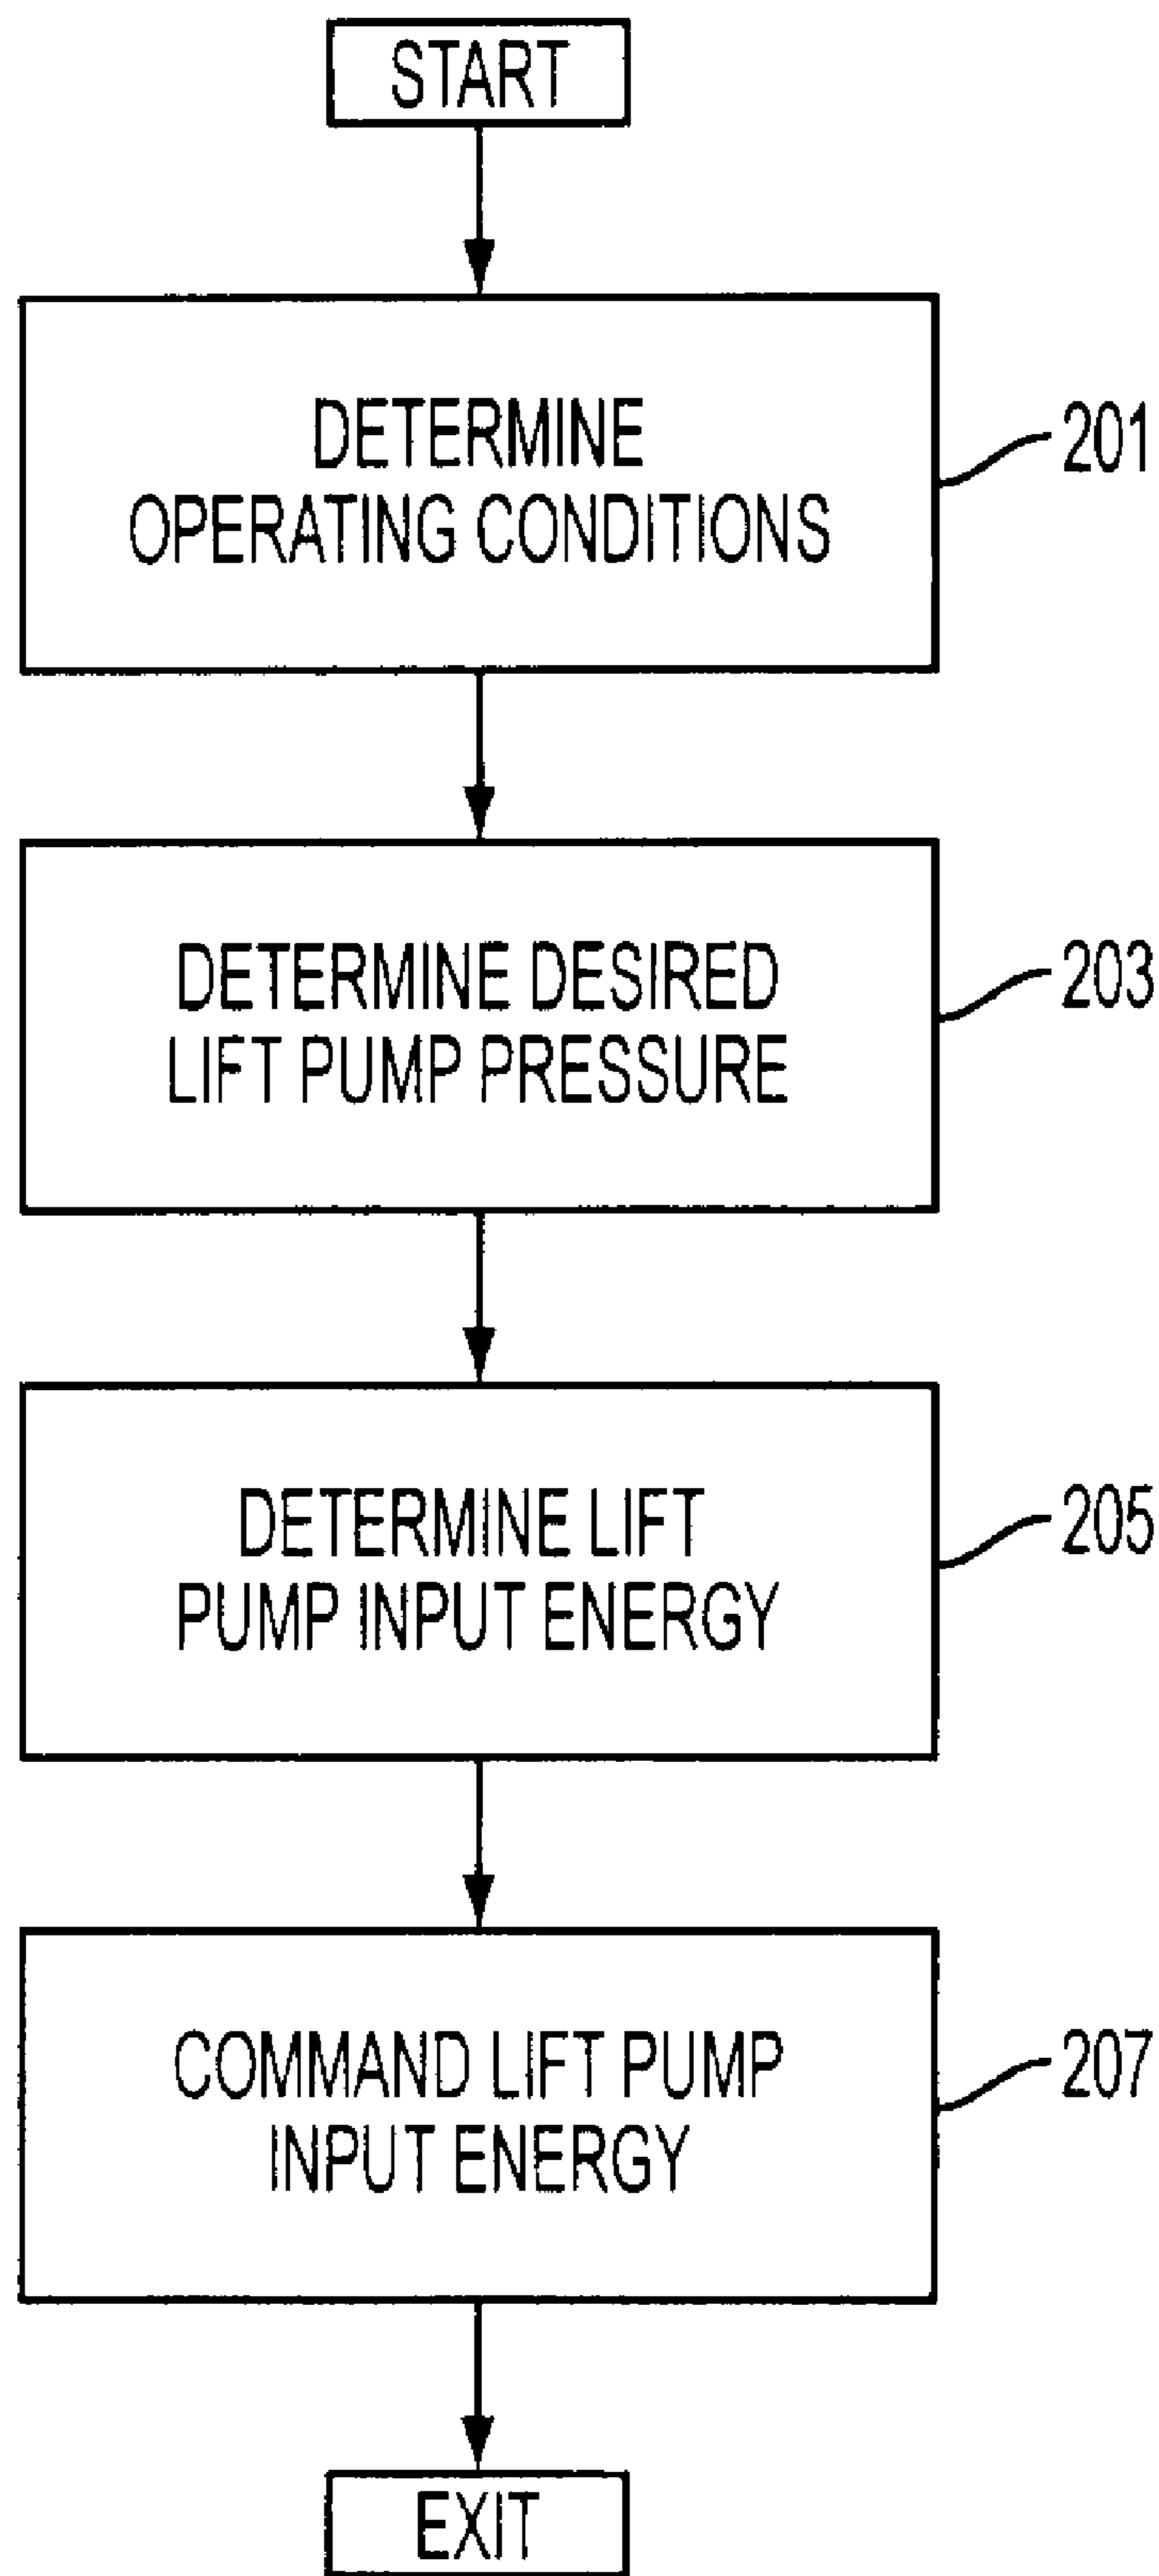 START
DETERMINE
OPERATING CONDITIONS
201
DETERMINE DESIRED
LIFT PUMP PRESSURE
203
DETERMINE LIFT
PUMP INPUT ENERGY
205
COMMAND LIFT PUMP
INPUT ENERGY
207
EXIT